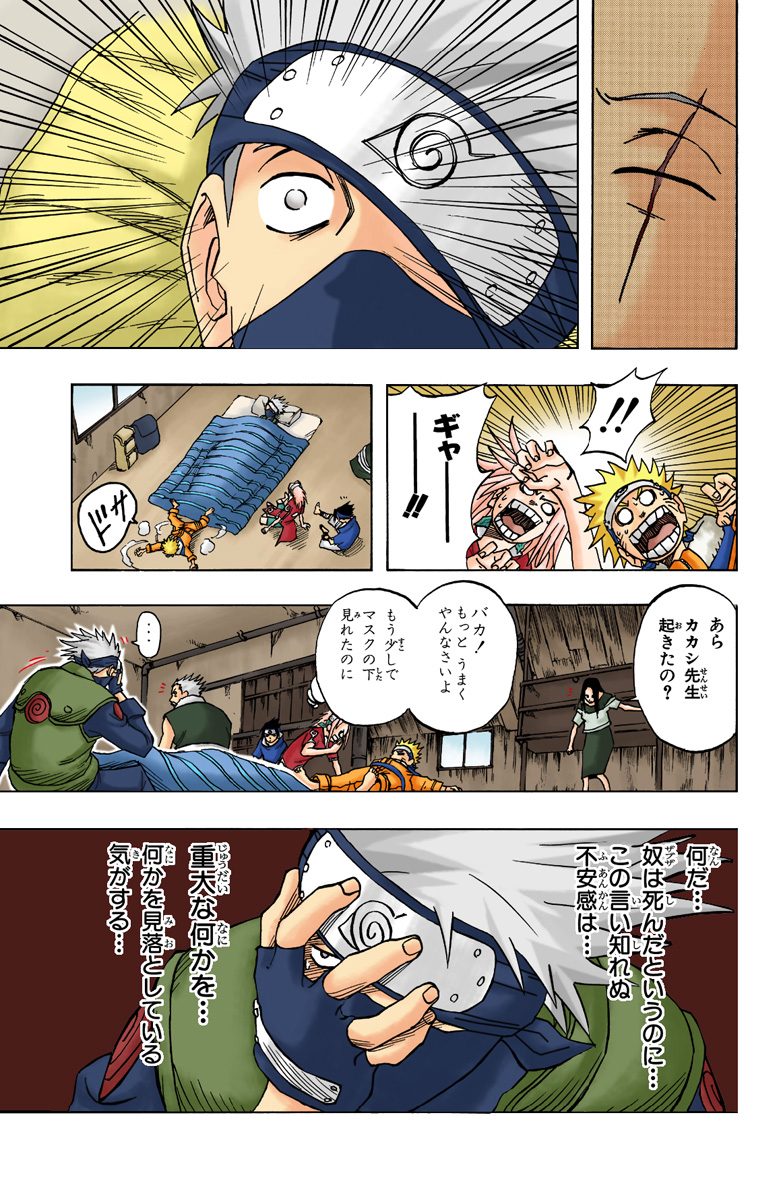 !!
ギャーーー!!
ドサ
あら
カカシ先生
起きたの?
バカ!
もっと うまく
やんなさいよ
もう少しで
マスクの下
見れたのに
…
何だ…
奴は死んだというのに…
この言い知れぬ
不安感は…
重大な何かを…
何かを見落としている
気がする…